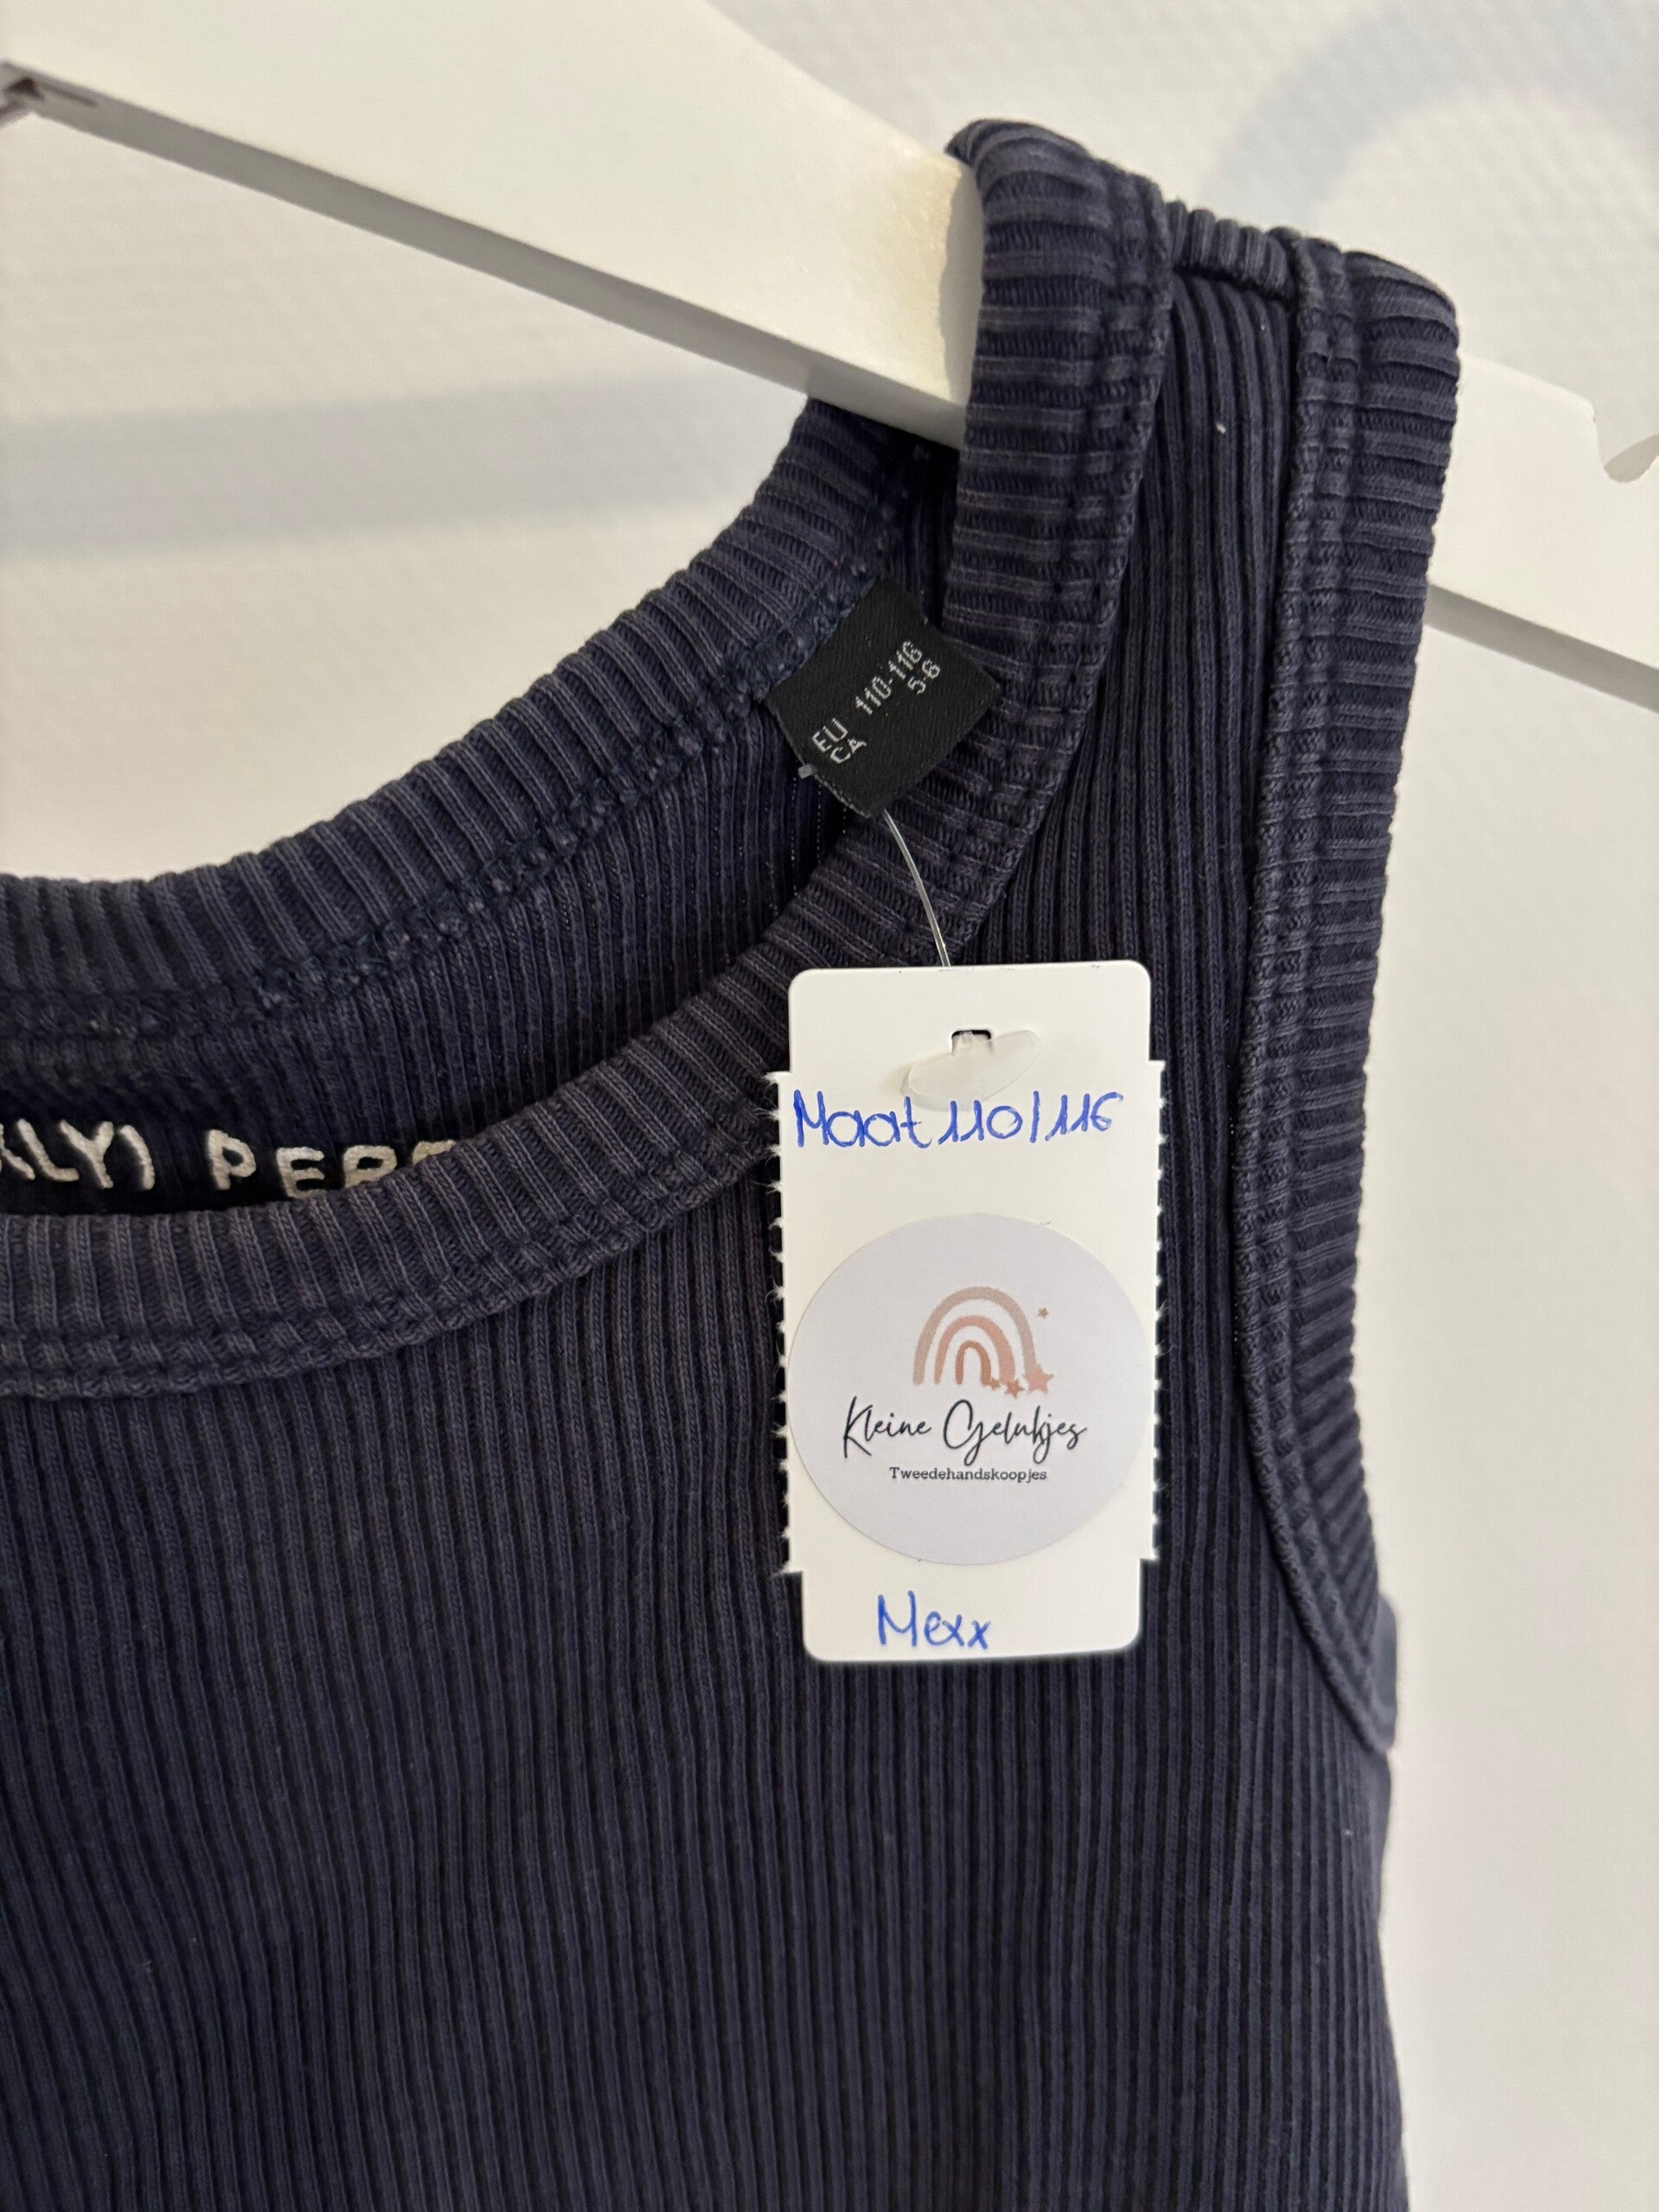 EU 110-116
CA 5-6
Maat 110/116
Kleine Gelukjes
Tweedehandskoopjes
Mexx